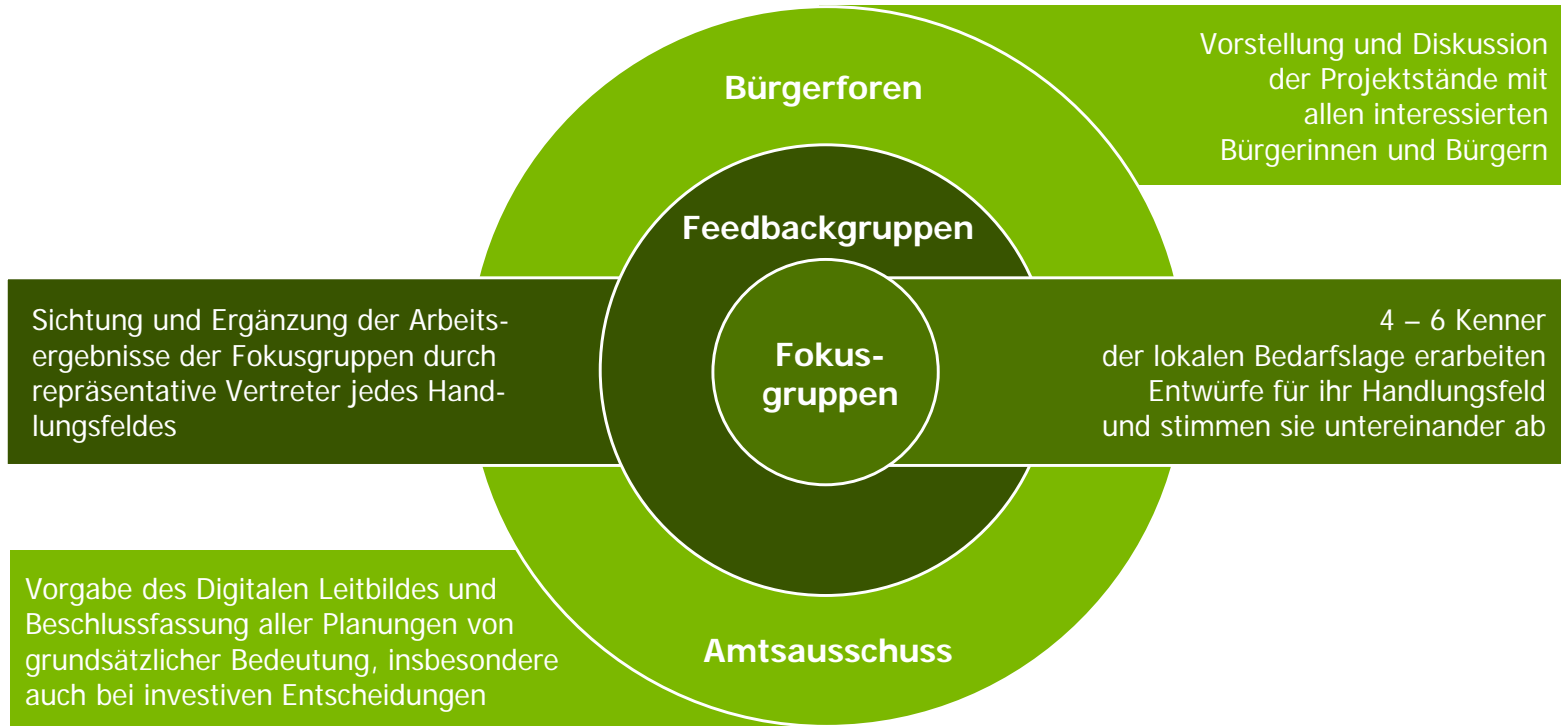 Bürgerforen
Vorstellung und Diskussion
der Projektstände mit
allen interessierten
Bürgerinnen und Bürgern
Feedbackgruppen
Sichtung und Ergänzung der Arbeits-
ergebnisse der Fokusgruppen durch
repräsentative Vertreter jedes Hand-
lungsfeldes
Fokus-
gruppen
4 – 6 Kenner
der lokalen Bedarfslage erarbeiten
Entwürfe für ihr Handlungsfeld
und stimmen sie untereinander ab
Vorgabe des Digitalen Leitbildes und
Beschlussfassung aller Planungen von
grundsätzlicher Bedeutung, insbesondere
auch bei investiven Entscheidungen
Amtsausschuss